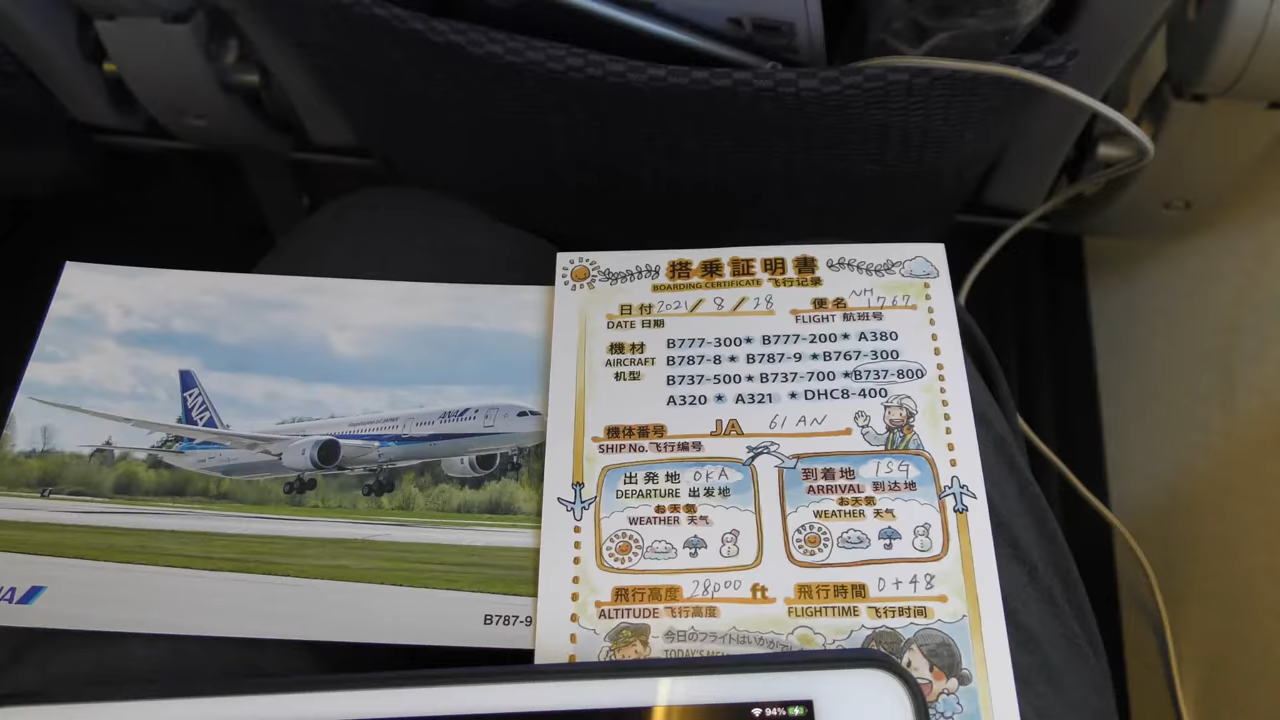 ANA
ANA
ANA
B787-9
搭乗証明書
BOARDING CERTIFICATE 飞行记录
日付 2021/8/28
DATE 日期
便名 NH 1767
FLIGHT 航班号
機材
AIRCRAFT
机型
B777-300★ B777-200★ A380
B787-8★ B787-9 ★B767-300
B737-500★B737-700 ★B737-800
A320 ★ A321 ★DHC8-400
機体番号 JA 61AN
SHIP No. 飞行编号
出発地 OKA
DEPARTURE 出发地
お天気
WEATHER 天气
到着地 ISG
ARRIVAL 到达地
お天気
WEATHER 天气
飛行高度 28,000 ft
ALTITUDE 飞行高度
飛行時間 0+48
FLIGHTTIME 飞行时间
今日のフライトはいかがで
TODAY'S
94%